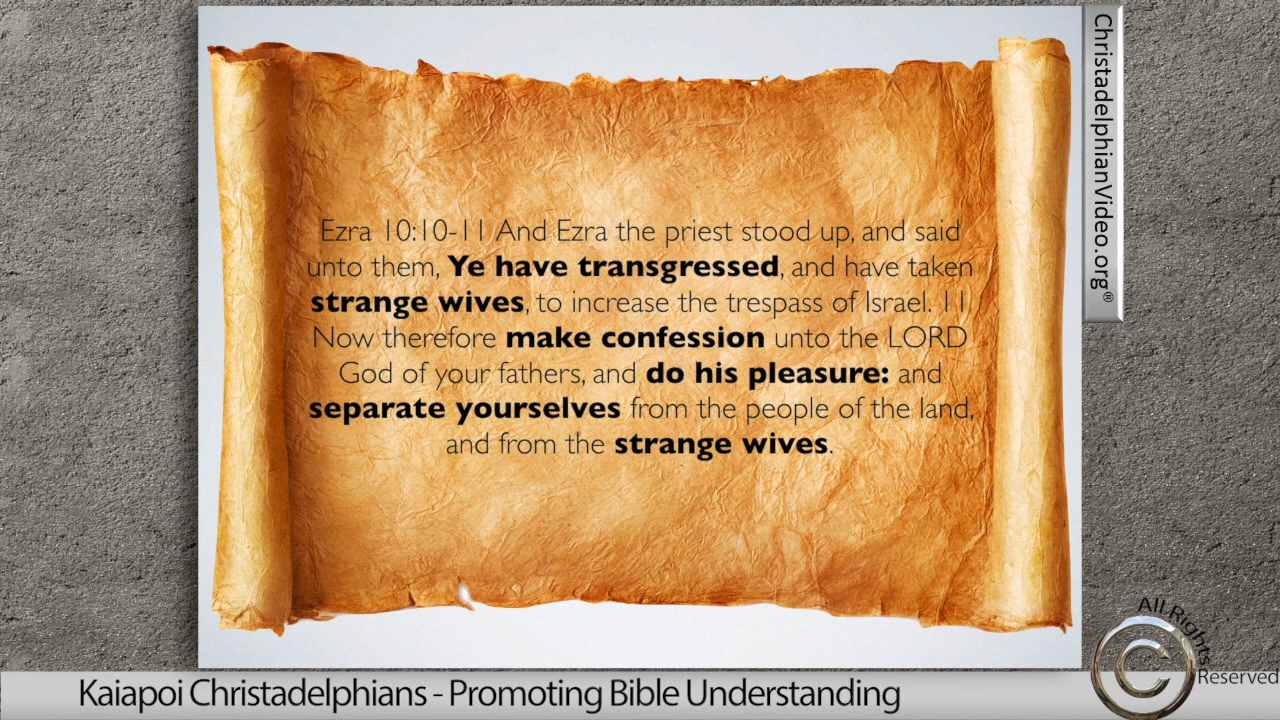 Ezra 10:10-11 And Ezra the priest stood up, and said
unto them, Ye have transgressed, and have taken
strange wives, to increase the trespass of Israel. 11
Now therefore make confession unto the LORD
God of your fathers, and do his pleasure: and
separate yourselves from the people of the land,
and from the strange wives.
ChristadelphianVideo.org®
All Rights
Reserved
Kaiapoi Christadelphians - Promoting Bible Understanding